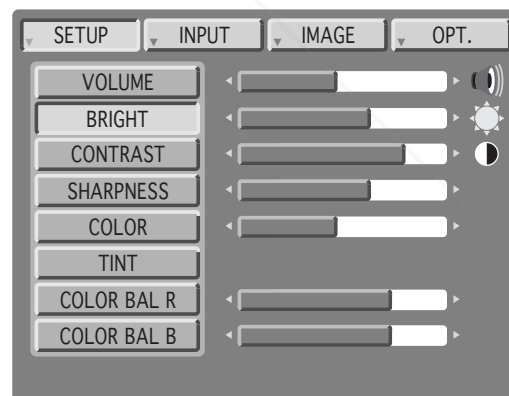 SETUP INPUT IMAGE OPT.
VOLUME
BRIGHT
CONTRAST
SHARPNESS
COLOR
TINT
COLOR BAL R
COLOR BAL B